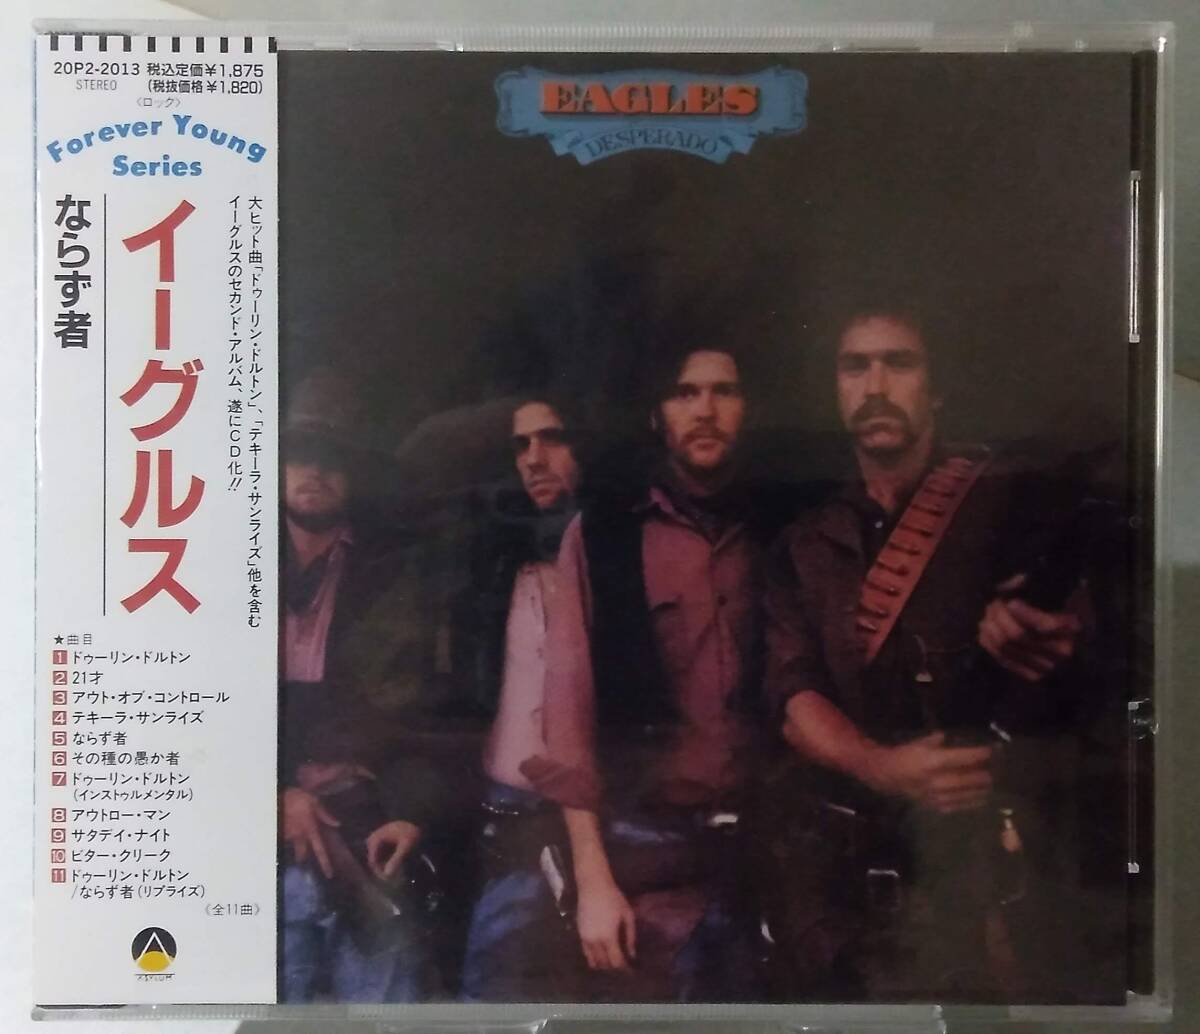 20P2-2013 税込定価¥1,875
STEREO (税抜価格¥1,820)
〈ロック〉
Forever Young
Series
大ヒット曲「ドゥーリン・ドルトン」、「テキーラ・サンライズ」他を含む
イーグルスのセカンド・アルバム、遂にCD化!!
イーグルス
ならず者
★曲目
1 ドゥーリン・ドルトン
2 21才
3 アウト・オブ・コントロール
4 テキーラ・サンライズ
5 ならず者
6 その種の愚か者
7 ドゥーリン・ドルトン
(インストゥルメンタル)
8 アウトロー・マン
9 サタデイ・ナイト
10 ビター・クリーク
11 ドゥーリン・ドルトン
/ならず者(リプライズ)
《全11曲》
ASYLUM
EAGLES
DESPERADO